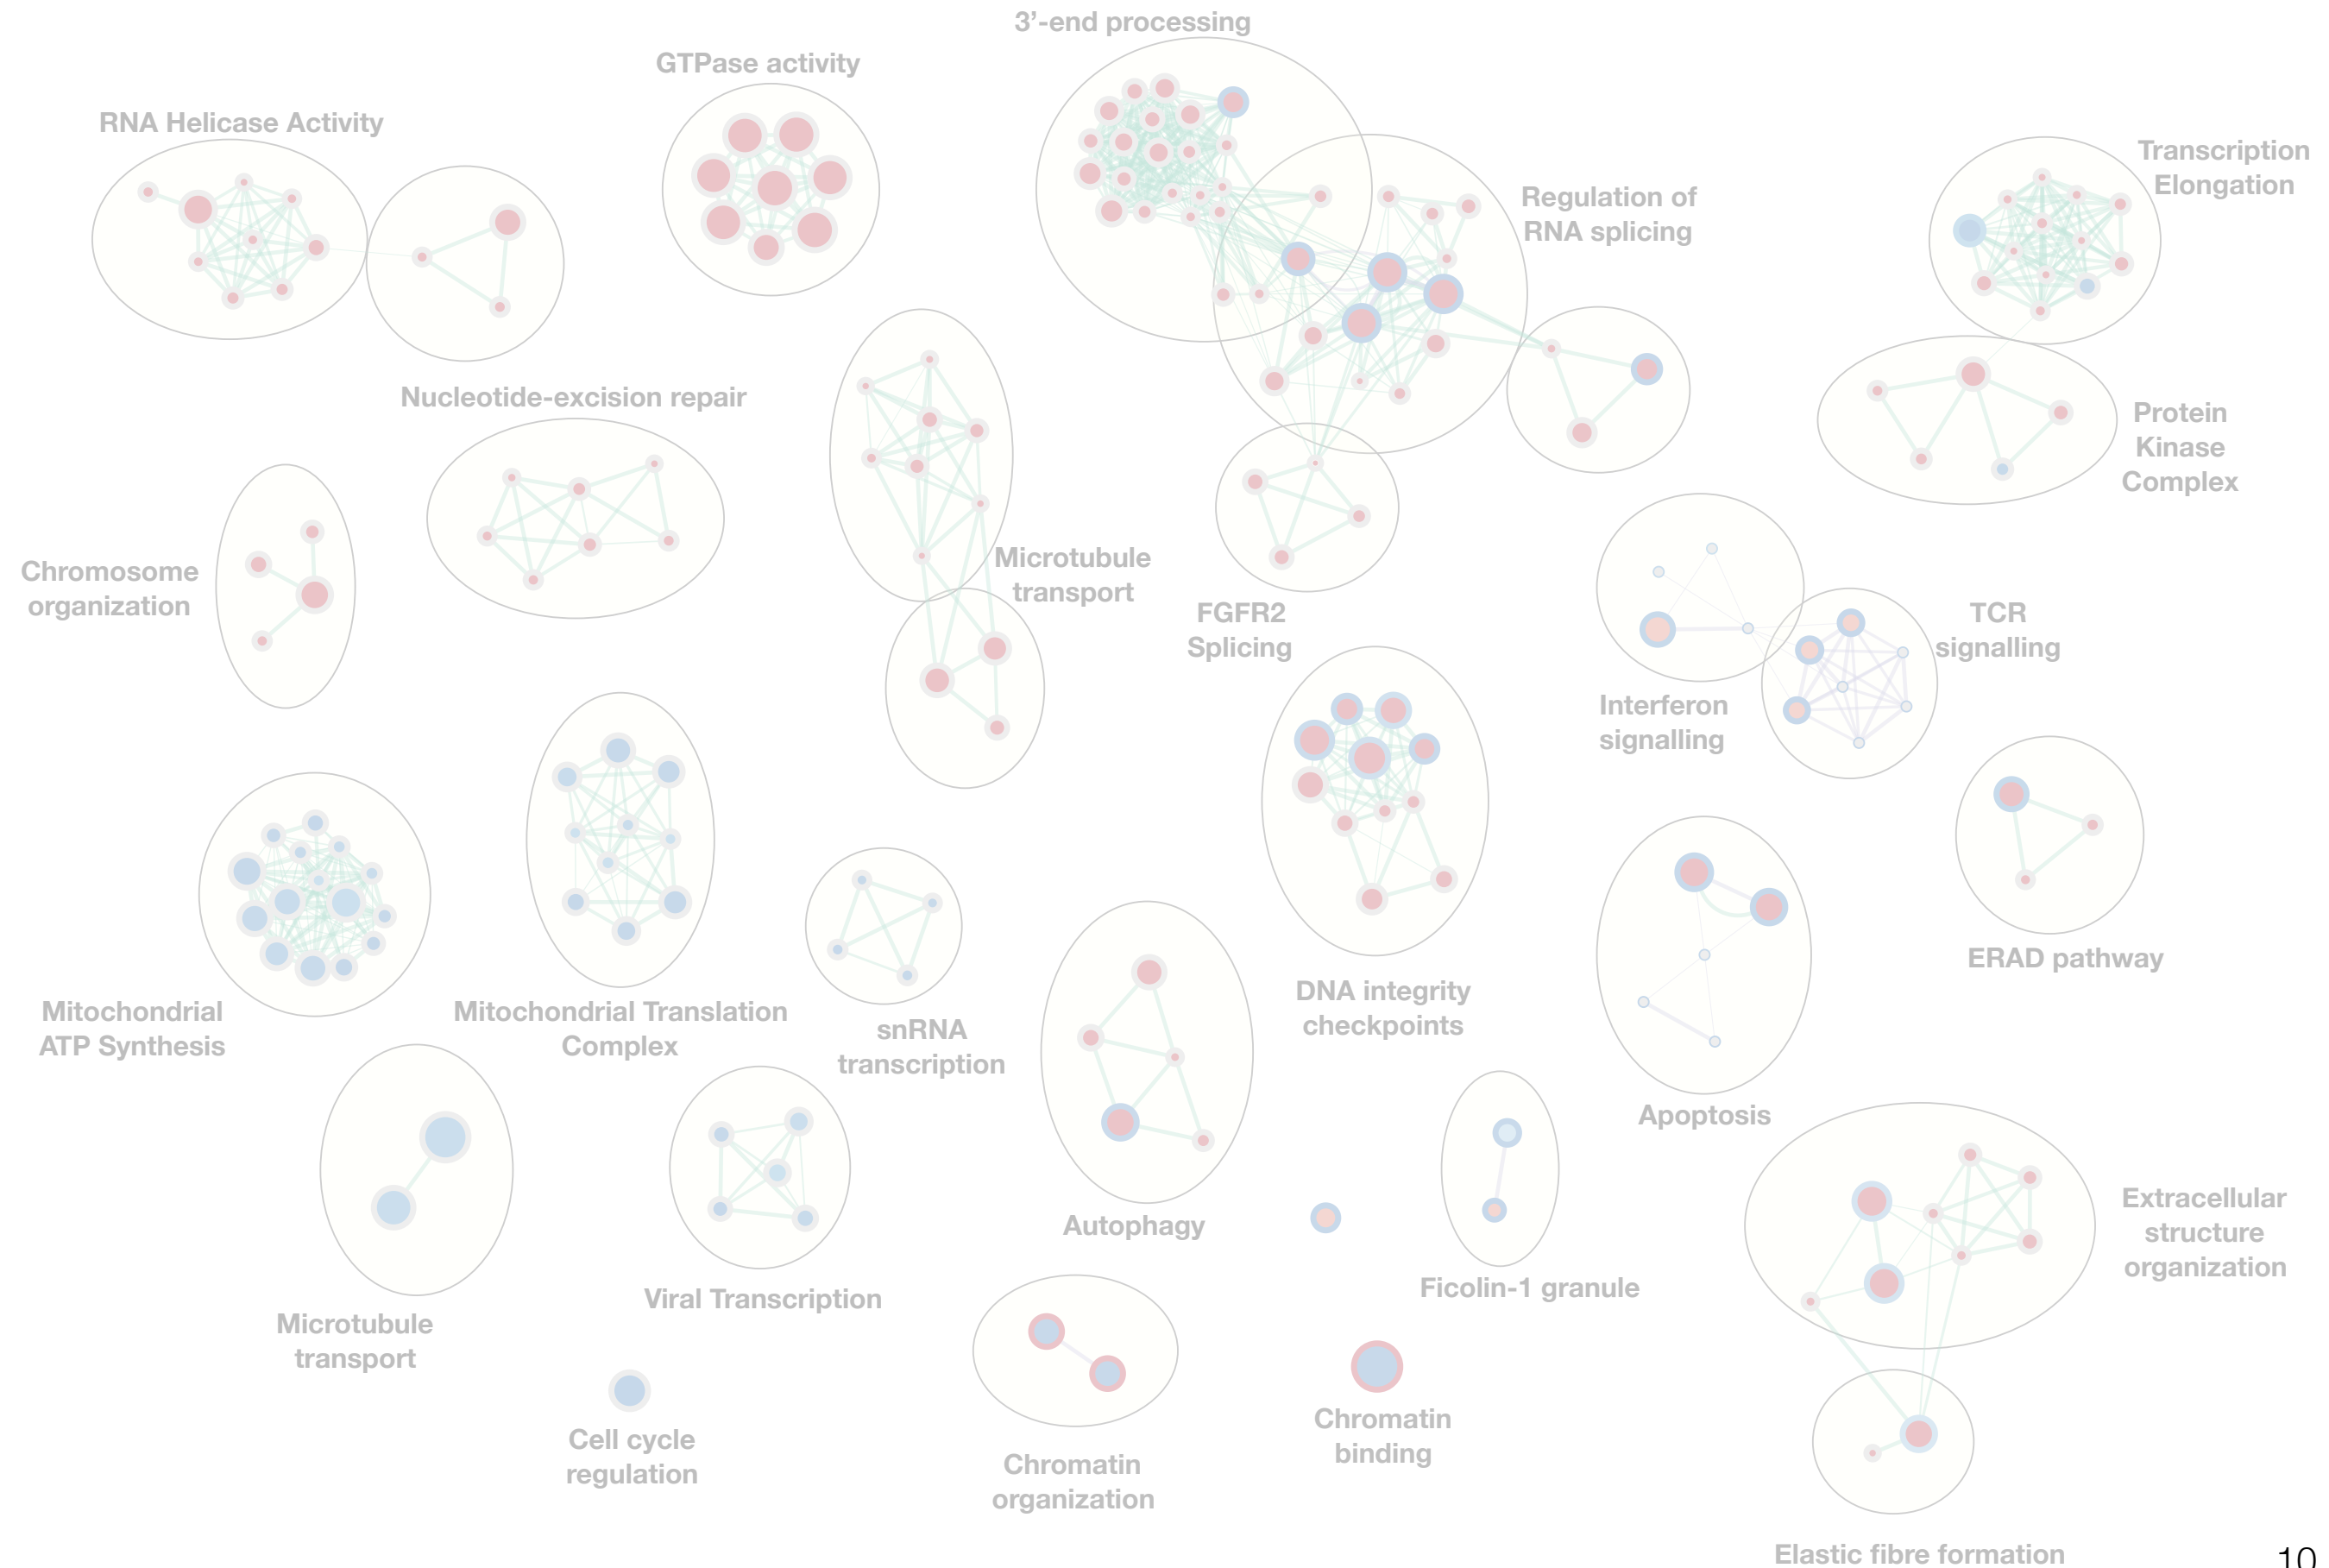 3’-end processing
GTPase activity
RNA Helicase Activity
Transcription
Elongation
Regulation of
RNA splicing
Nucleotide-excision repair
Protein
Kinase
Complex
Microtubule
transport
Chromosome
organization
FGFR2
Splicing
TCR
signalling
Interferon
signalling
ERAD pathway
Mitochondrial
ATP Synthesis
Mitochondrial Translation
Complex
snRNA
transcription
DNA integrity
checkpoints
Apoptosis
Autophagy
Extracellular
structure
organization
Ficolin-1 granule
Viral Transcription
Microtubule
transport
Cell cycle
regulation
Chromatin
organization
Chromatin
binding
Elastic fibre formation
10